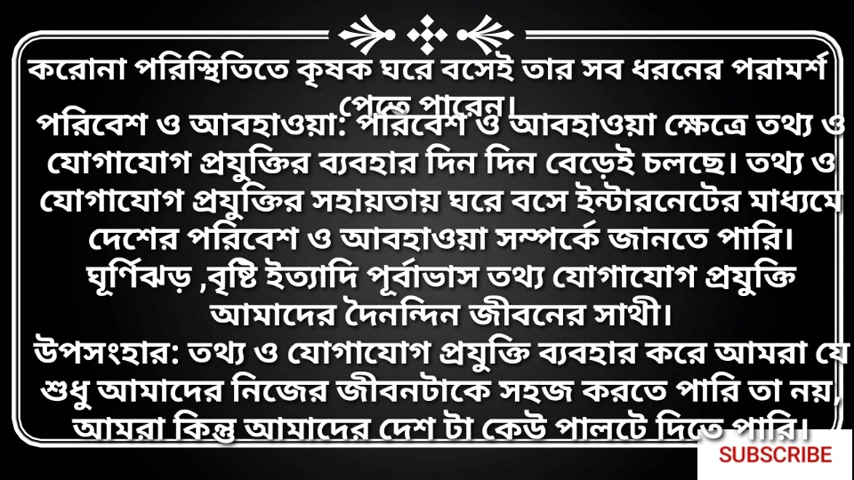 করোনা পরিস্থিতিতে কৃষক ঘরে বসেই তার সব ধরনের পরামর্শ
পেতে পারেন।
পরিবেশ ও আবহাওয়া: পরিবেশ ও আবহাওয়া ক্ষেত্রে তথ্য ও
যোগাযোগ প্রযুক্তির ব্যবহার দিন দিন বেড়েই চলছে। তথ্য ও
যোগাযোগ প্রযুক্তির সহায়তায় ঘরে বসে ইন্টারনেটের মাধ্যমে
দেশের পরিবেশ ও আবহাওয়া সম্পর্কে জানতে পারি।
ঘূর্ণিঝড় ,বৃষ্টি ইত্যাদি পূর্বাভাস তথ্য যোগাযোগ প্রযুক্তি
আমাদের দৈনন্দিন জীবনের সাথী।
উপসংহার: তথ্য ও যোগাযোগ প্রযুক্তি ব্যবহার করে আমরা যে
শুধু আমাদের নিজের জীবনটাকে সহজ করতে পারি তা নয়,
আমরা কিন্তু আমাদের দেশ টা কেউ পালটে দিতে পারি।
SUBSCRIBE